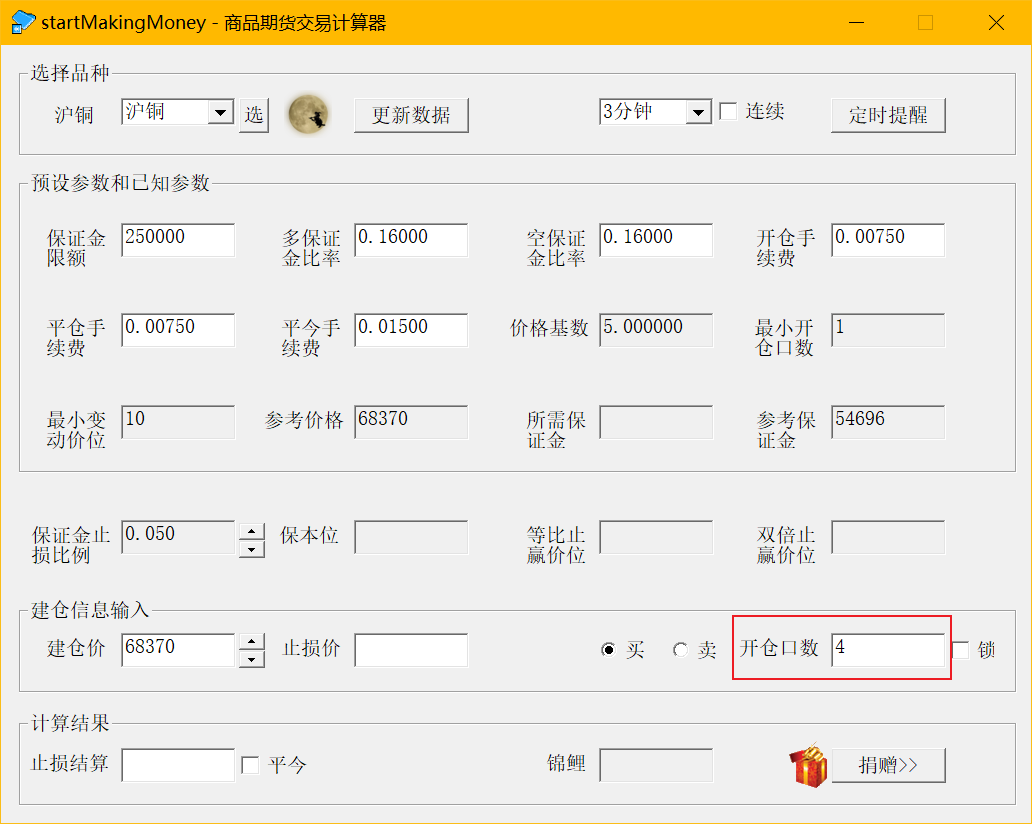 startMakingMoney - 商品期货交易计算器
选择品种
沪铜 沪铜 选 更新数据 3分钟 连续 定时提醒
预设参数和已知参数
保证金
限额
250000
多保证
金比率
0.16000
空保证
金比率
0.16000
开仓手
续费
0.00750
平仓手
续费
0.00750
平今手
续费
0.01500
价格基数 5.000000
最小开
仓口数
1
最小变
动价位
10
参考价格 68370
所需保
证金
参考保
证金
54696
保证金止
损比例
0.050
保本位
等比止
赢价位
双倍止
赢价位
建仓信息输入
建仓价 68370 止损价 买 卖 开仓口数 4 锁
计算结果
止损结算 平今 锦鲤 捐赠>>